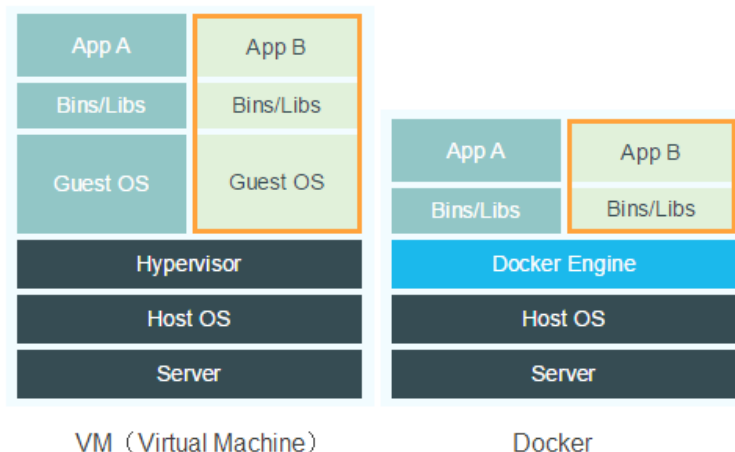 App A
App B
Bins/Libs
Bins/Libs
Guest OS
Guest OS
Hypervisor
Host OS
Server
VM（Virtual Machine）
App A
App B
Bins/Libs
Bins/Libs
Docker Engine
Host OS
Server
Docker